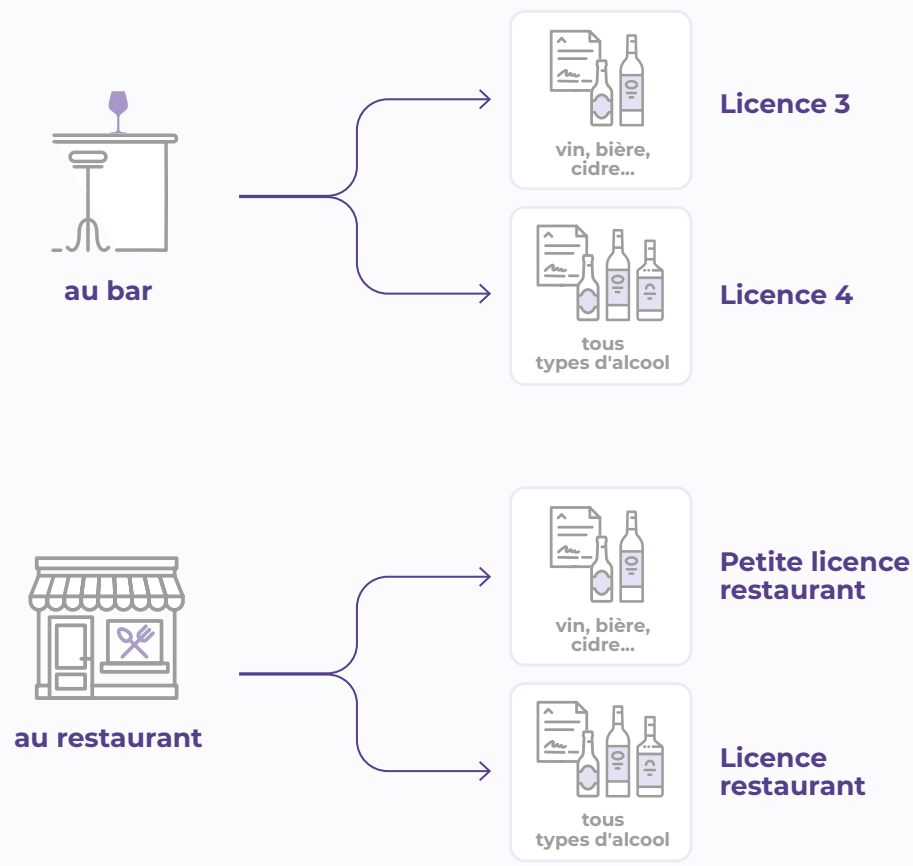 vin, bière,
cidre...
Licence 3
au bar
tous
types d'alcool
Licence 4
vin, bière,
cidre...
Petite licence
restaurant
au restaurant
tous
types d'alcool
Licence
restaurant